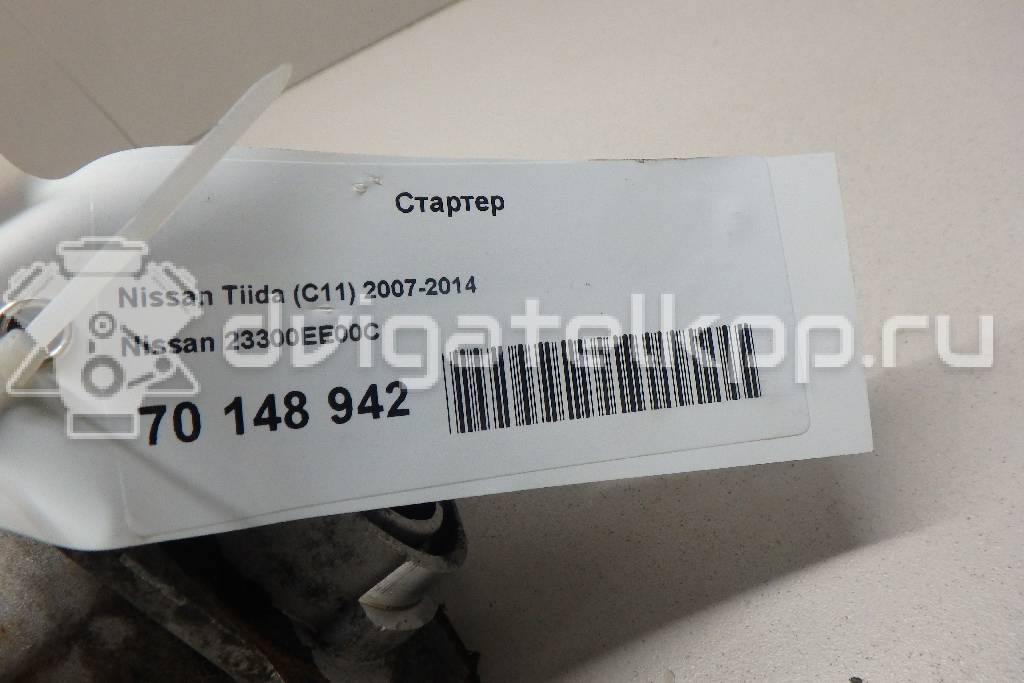 Стартер
Nissan Tiida (C11) 2007-2014
Nissan 23300EE00C
70 148 942
dvigatelkop.ru